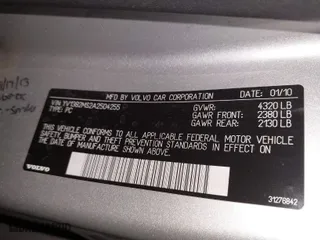 MFD. BY VOLVO CAR CORPORATION
DATE: 01/10
TYPE: PC
GVWR: 4320 LB
GAWR FRONT: 2380 LB
GAWR REAR: 2130 LB
THIS VEHICLE CONFORMS TO ALL APPLICABLE FEDERAL MOTOR VEHICLE
SAFETY AND THEFT PREVENTION STANDARDS IN EFFECT ON THE DATE OF
MANUFACTURE SHOWN ABOVE.
VOLVO
31276842